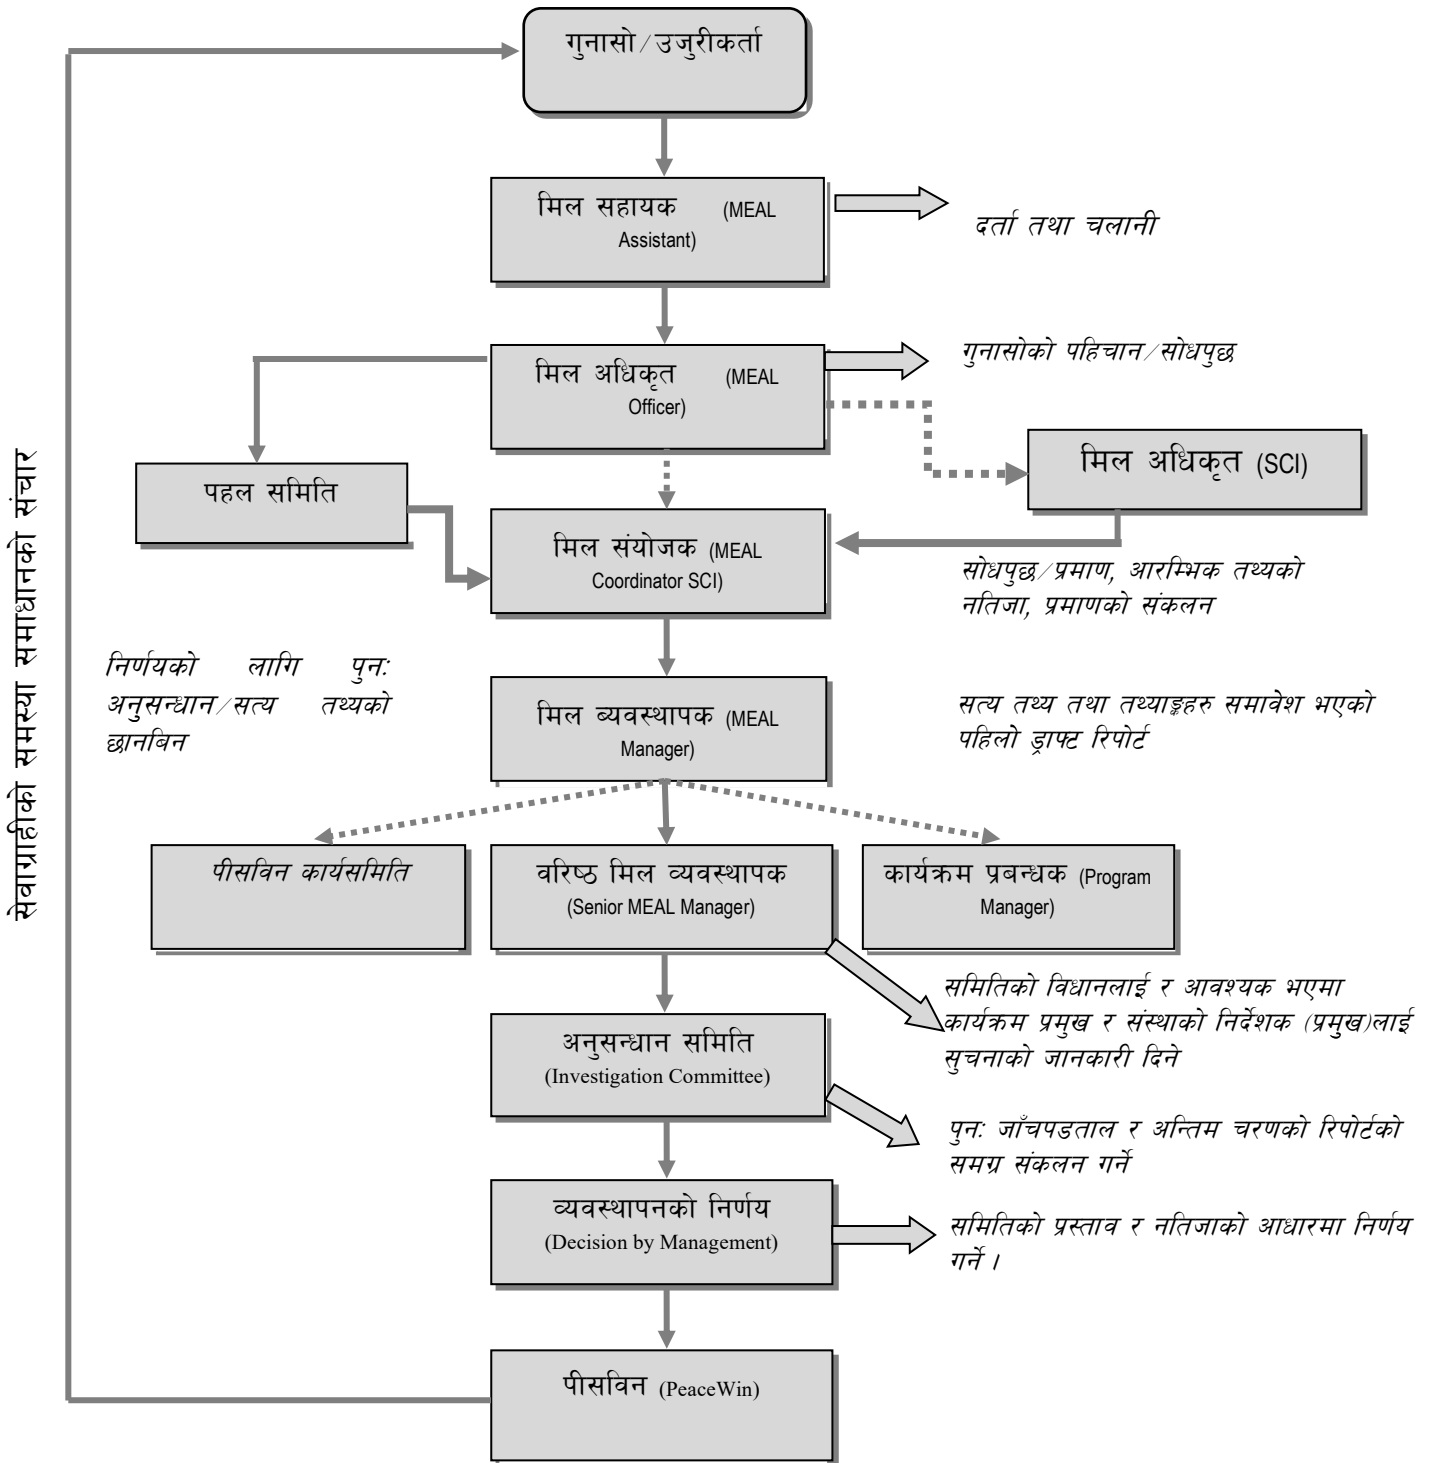 गुनासो/उजुरीकर्ता
मिल सहायक (MEAL
Assistant)
दर्ता तथा चलानी
मिल अधिकृत (MEAL
Officer)
गुनासोको पहिचान/सोधपुछ
मिल अधिकृत (SCI)
पहल समिति
मिल संयोजक (MEAL
Coordinator SCI)
सोधपुछ/प्रमाण, आरम्भिक तथ्यको
नतिजा, प्रमाणको संकलन
निर्णयको लागि पुनः
अनुसन्धान/सत्य तथ्यको
छानबिन
मिल ब्यवस्थापक (MEAL
Manager)
सत्य तथ्य तथा तथ्याङ्कहरु समावेश भएको
पहिलो ड्राफ्ट रिपोर्ट
सेवाग्राहीको समस्या समाधानको संचार
पीसविन कार्यसमिति
वरिष्ठ मिल व्यवस्थापक
(Senior MEAL Manager)
कार्यक्रम प्रबन्धक (Program
Manager)
समितिको विधानलाई र आवश्यक भएमा
कार्यक्रम प्रमुख र संस्थाको निर्देशक (प्रमुख)लाई
सुचनाको जानकारी दिने
अनुसन्धान समिति
(Investigation Committee)
पुनः जाँचपडताल र अन्तिम चरणको रिपोर्टको
समग्र संकलन गर्ने
व्यवस्थापनको निर्णय
(Decision by Management)
समितिको प्रस्ताव र नतिजाको आधारमा निर्णय
गर्ने ।
पीसविन (PeaceWin)